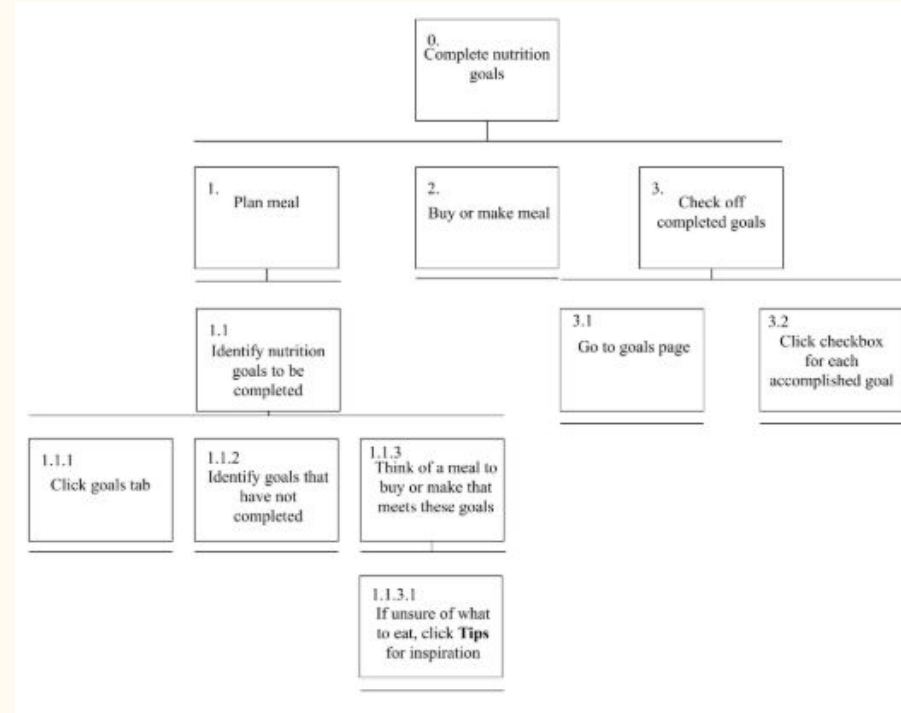 0.
Complete nutrition
goals
1.
Plan meal
2.
Buy or make meal
3.
Check off
completed goals
1.1
Identify nutrition
goals to be
completed
3.1
Go to goals page
3.2
Click checkbox
for each
accomplished goal
1.1.1
Click goals tab
1.1.2
Identify goals that
have not
completed
1.1.3
Think of a meal to
buy or make that
meets these goals
1.1.3.1
If unsure of what
to eat, click Tips
for inspiration